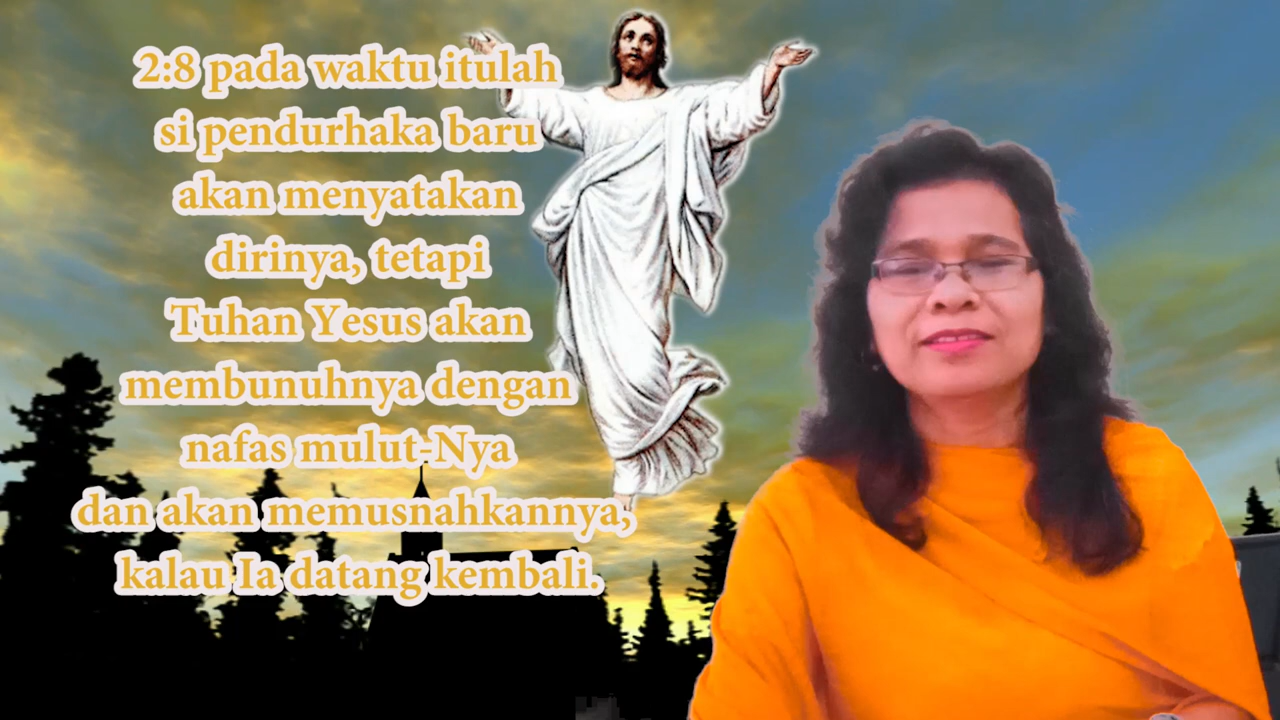 2:8 pada waktu itulah
si pendurhaka baru
akan menyatakan
dirinya, tetapi
Tuhan Yesus akan
membunuhnya dengan
nafas mulut-Nya
dan akan memusnahkannya,
kalau Ia datang kembali.